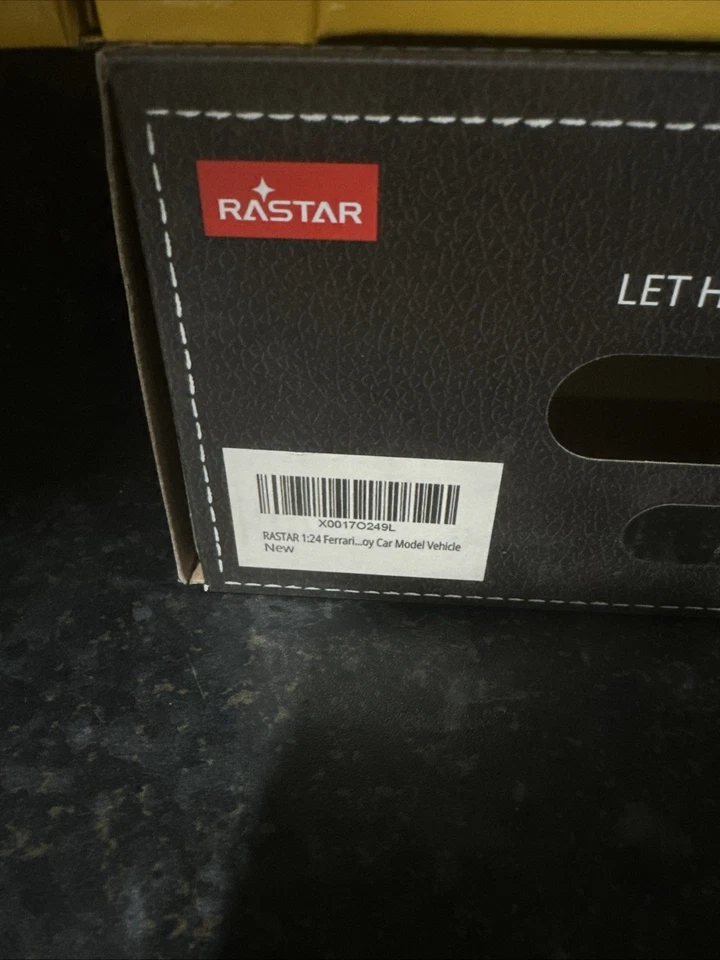 RASTAR
LET H
X0017O249L
RASTAR 1:24 Ferrari...oy Car Model Vehicle
New